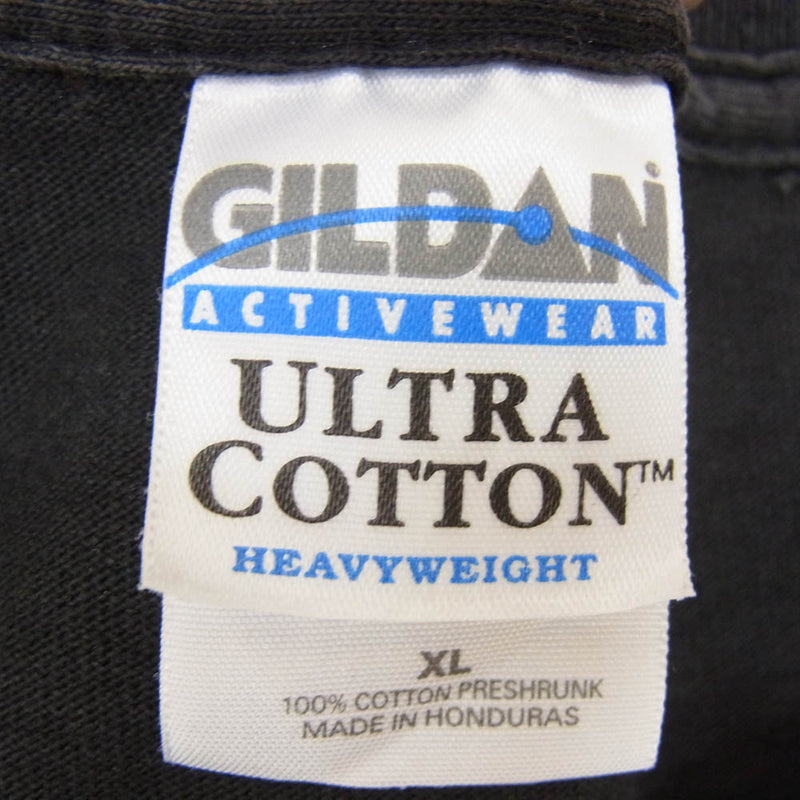 GILDAN
ACTIVEWEAR
ULTRA
COTTON™
HEAVYWEIGHT
XL
100% COTTON PRESHRUNK
MADE IN HONDURAS